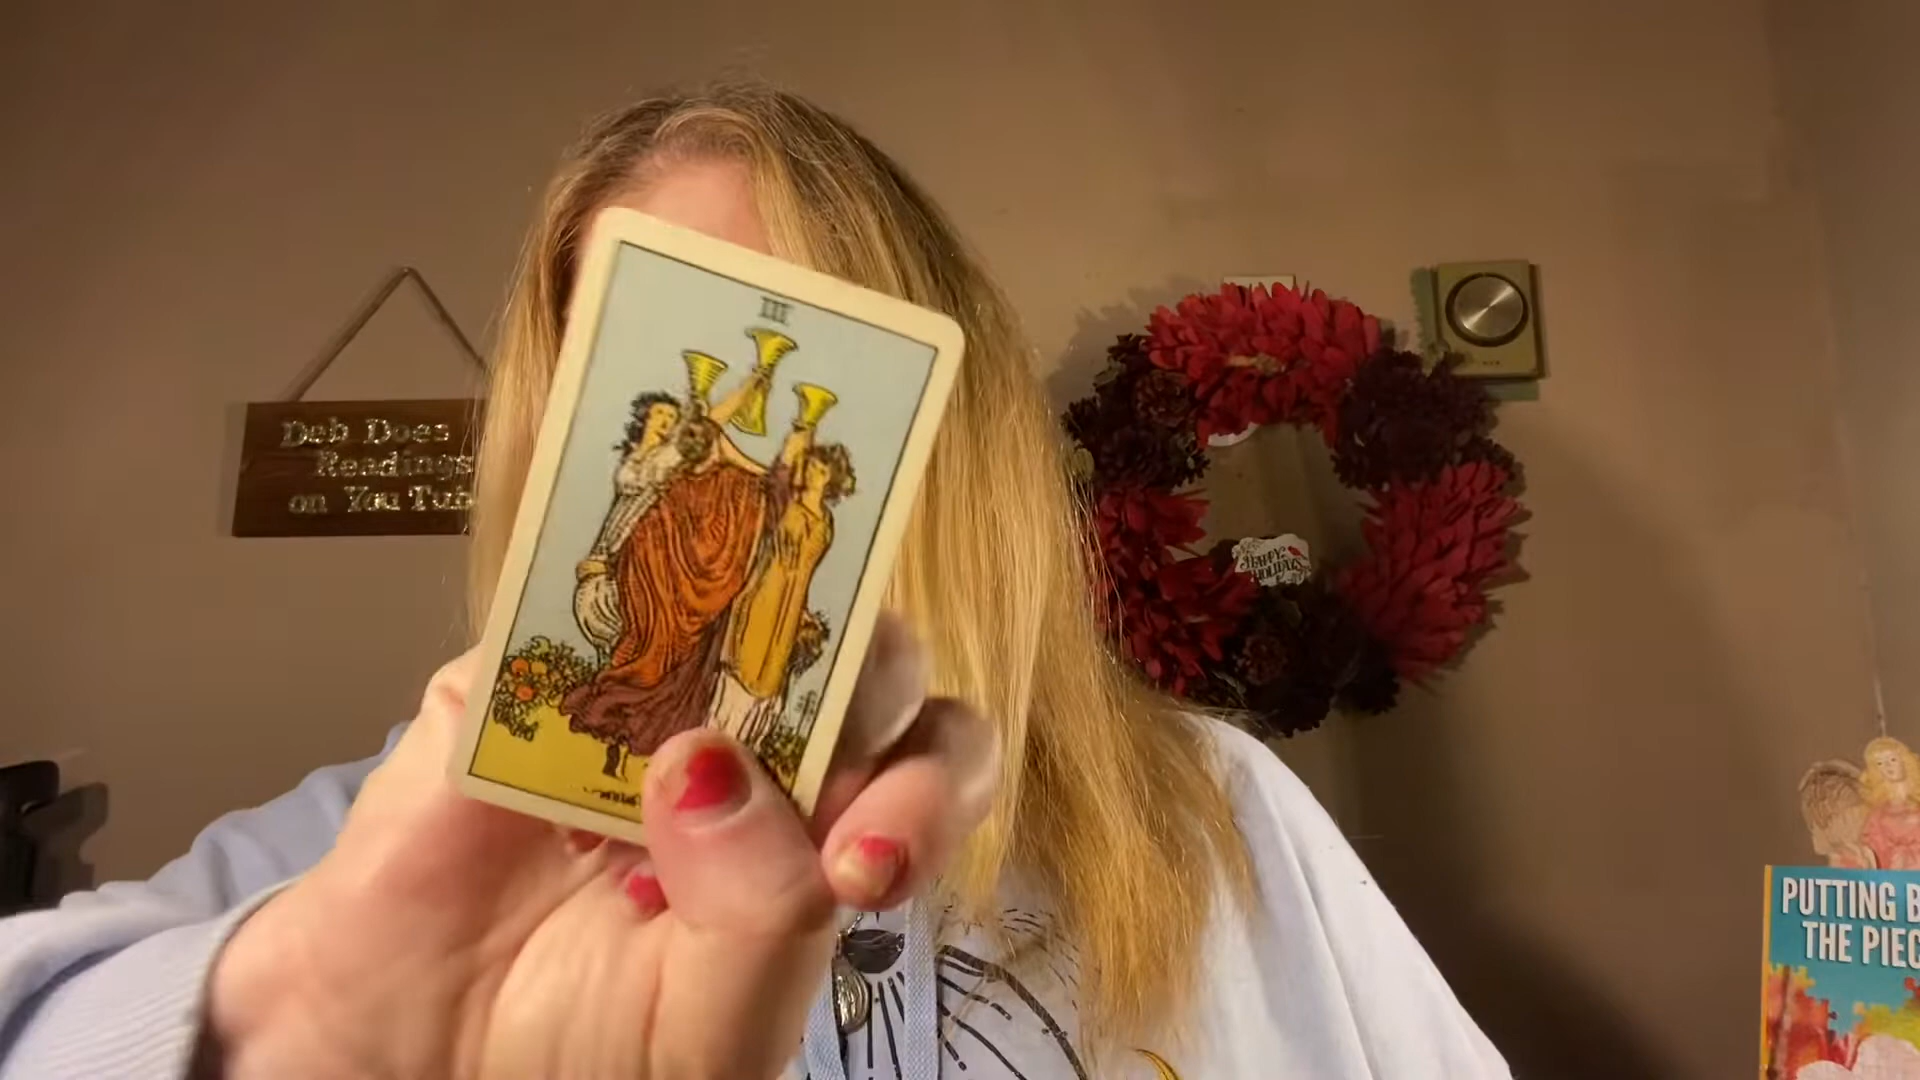 III
Deb Does
Readings
on You Tub
HAPPY
HOLIDAYS
PUTTING B
THE PIEC